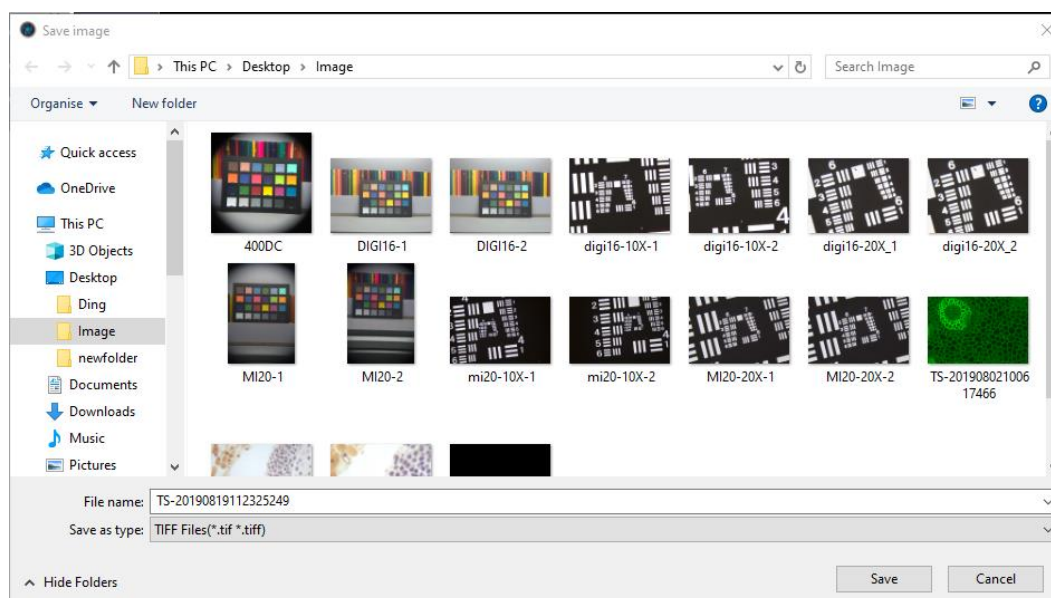 Save image
This PC > Desktop > Image
Search Image
Organise
New folder
Quick access
OneDrive
This PC
3D Objects
Desktop
Ding
Image
newfolder
Documents
Downloads
Music
Pictures
400DC
DIGI16-1
DIGI16-2
digi16-10X-1
digi16-10X-2
digi16-20X_1
digi16-20X_2
MI20-1
MI20-2
mi20-10X-1
mi20-10X-2
MI20-20X-1
MI20-20X-2
TS-201908021006
17466
File name: TS-20190819112325249
Save as type: TIFF Files(*.tif *.tiff)
Hide Folders
Save
Cancel